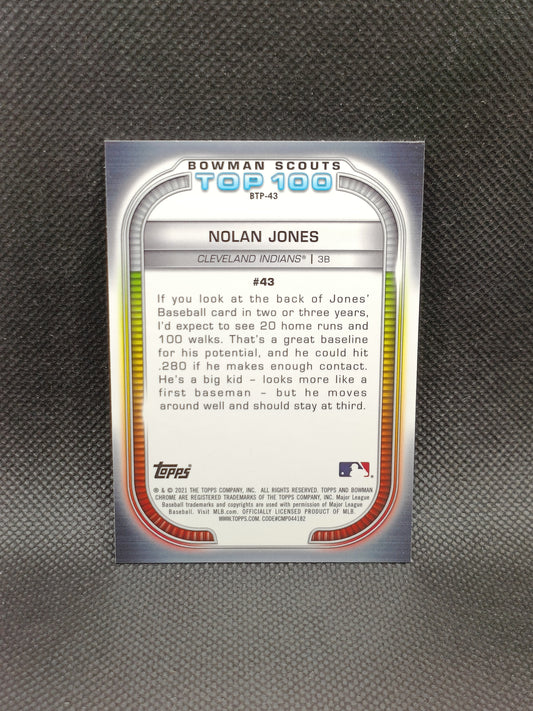 BOWMAN SCOUTS
TOP 100
BTP-43
NOLAN JONES
CLEVELAND INDIANS® | 3B
#43
If you look at the back of Jones'
Baseball card in two or three years,
I'd expect to see 20 home runs and
100 walks. That's a great baseline
for his potential, and he could hit
.280 if he makes enough contact.
He's a big kid – looks more like a
first baseman – but he moves
around well and should stay at third.
Topps®
® & © 2021 THE TOPPS COMPANY, INC. ALL RIGHTS RESERVED. TOPPS AND BOWMAN
CHROME ARE REGISTERED TRADEMARKS OF THE TOPPS COMPANY, INC. Major League
Baseball trademarks and copyrights are used with permission of Major League
Baseball. Visit MLB.com. OFFICIALLY LICENSED PRODUCT OF MLB.
WWW.TOPPS.COM. CODE#CMP044182